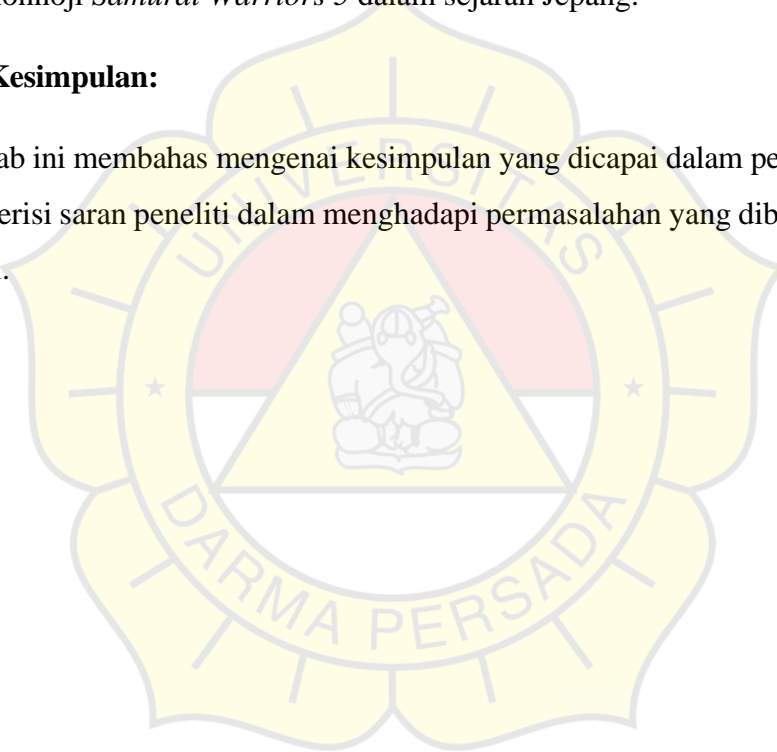 onnoji Samurai Warriors 5 dalam sejarah Jepang.
Kesimpulan:
ab ini membahas mengenai kesimpulan yang dicapai dalam pe
erisi saran peneliti dalam menghadapi permasalahan yang dib
.
UNIVERSITAS
DARMA PERSADA